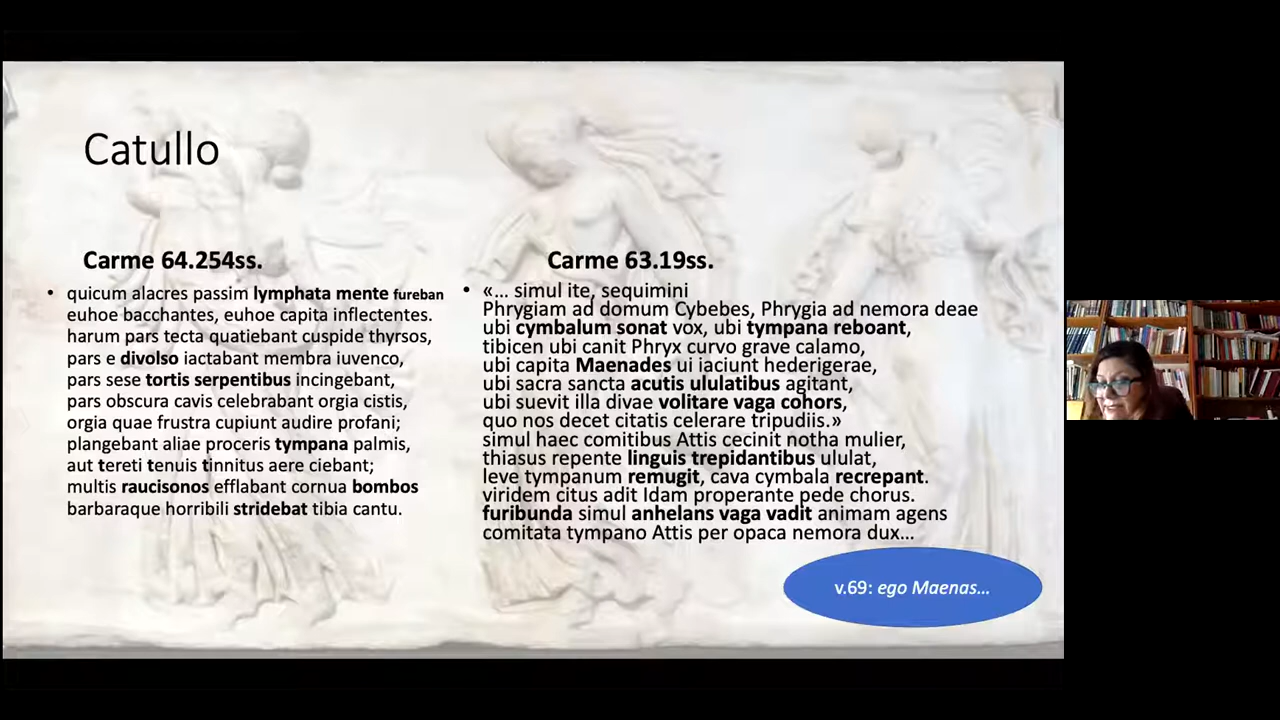 Catullo
Carme 64.254ss.
• quicum alacres passim lymphata mente fureban
euhoe bacchantes, euhoe capita inflectentes.
harum pars tecta quatiebant cuspide thyrsos,
pars e divolso iactabant membra iuvenco,
pars sese tortis serpentibus incingebant,
pars obscura cavis celebrabant orgia cistis,
orgia quae frustra cupiunt audire profani;
plangebant aliae proceris tympana palmis,
aut tereti tenuis tinnitus aere ciebant;
multis raucisonos efflabant cornua bombos
barbaraque horribili stridebat tibia cantu.
Carme 63.19ss.
• «... simul ite, sequimini
Phrygiam ad domum Cybebes, Phrygia ad nemora deae
ubi cymbalum sonat vox, ubi tympana reboant,
tibicen ubi canit Phryx curvo grave calamo,
ubi capita Maenades ui iaciunt hederigerae,
ubi sacra sancta acutis ululatibus agitant,
ubi suevit illa divae volitare vaga cohors,
quo nos decet citatis celerare tripudiis.»
simul haec comitibus Attis cecinit notha mulier,
thiasus repente linguis trepidantibus ululat,
leve tympanum remugit, cava cymbala recrepant.
viridem citus adit Idam properante pede chorus.
furibunda simul anhelans vaga vadit animam agens
comitata tympano Attis per opaca nemora dux...
v.69: ego Maenas...